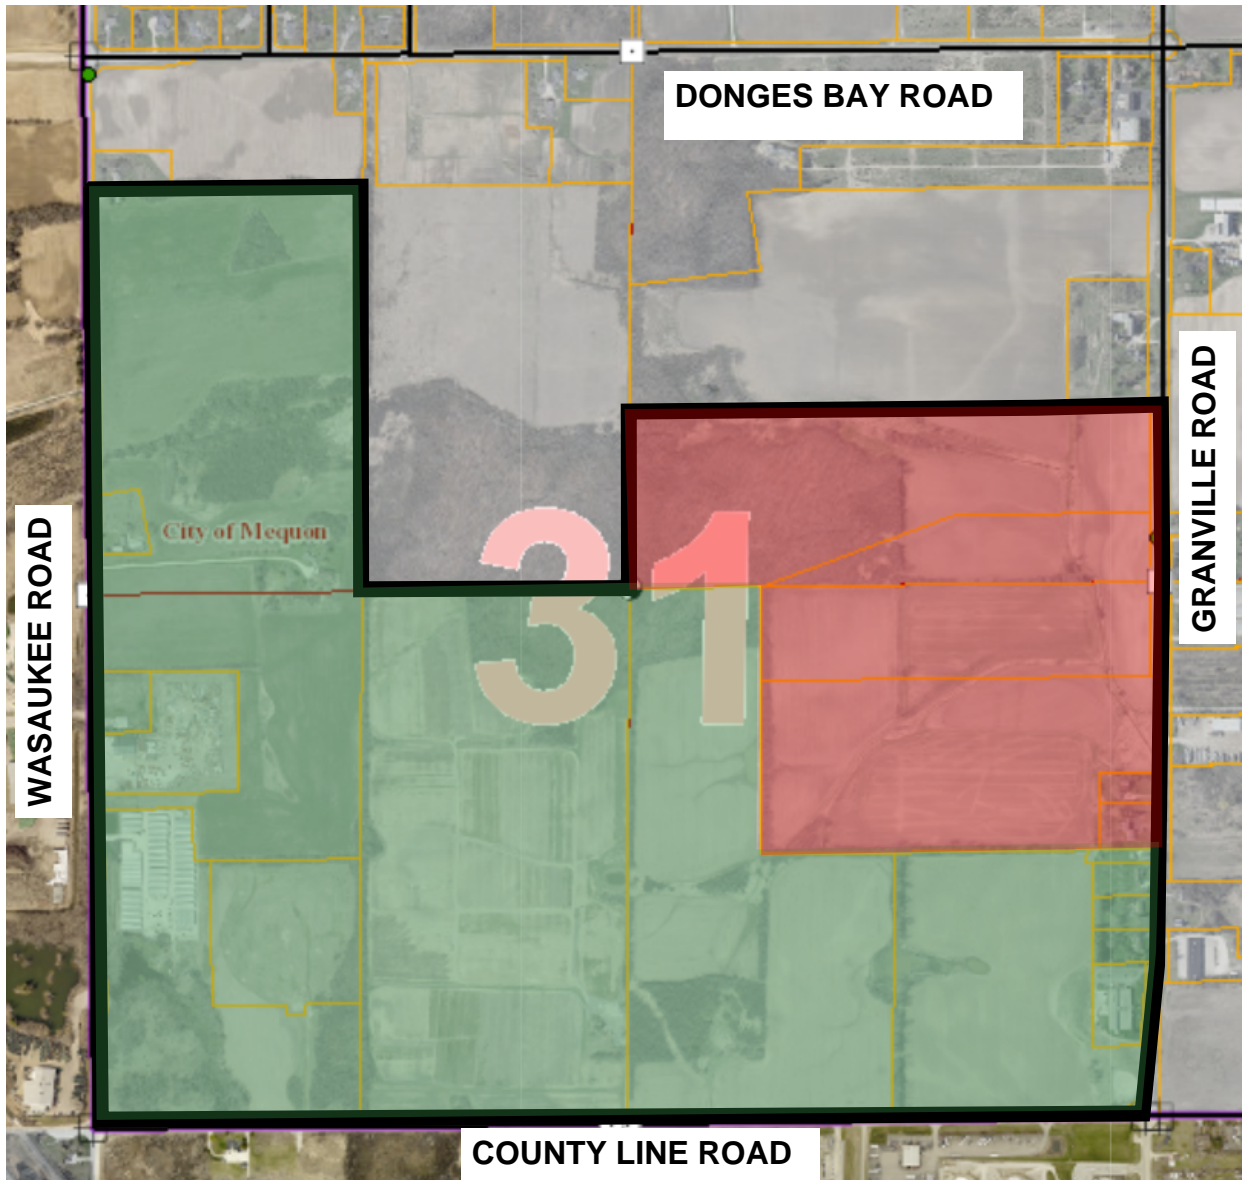 DONGES BAY ROAD
GRANVILLE ROAD
WASAUKEE ROAD
City of Mequon
31
COUNTY LINE ROAD